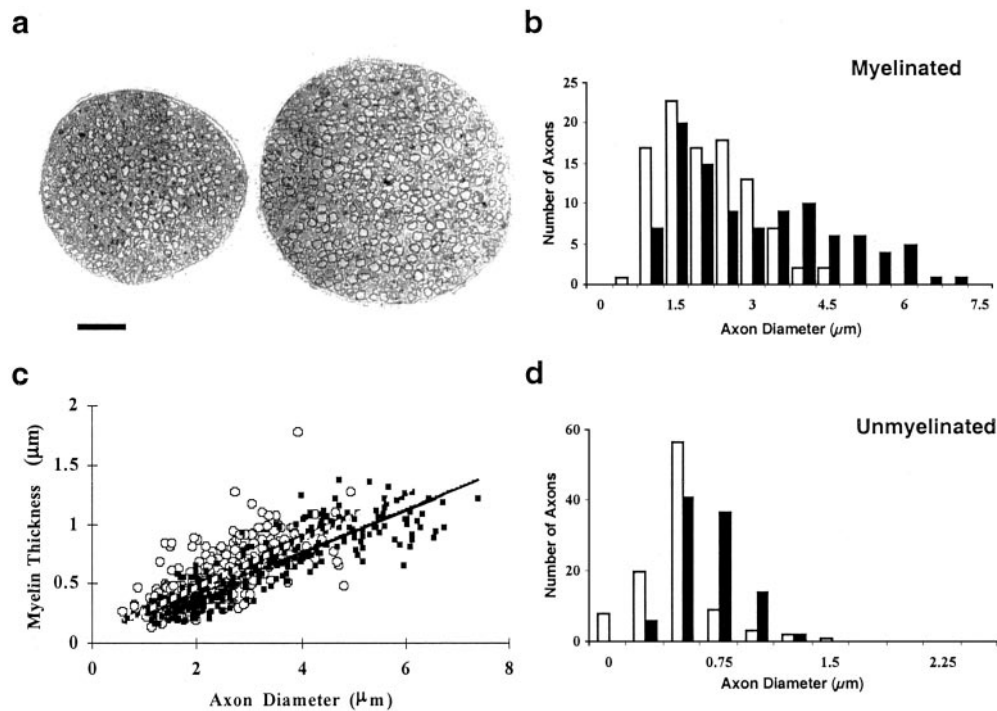 a
b
Myelinated
25
20
15
10
5
0
Number of Axons
0 1.5 3 4.5 6 7.5
Axon Diameter (μm)
c
2
1.5
1
0.5
0
Myelin Thickness (μm)
0 2 4 6 8
Axon Diameter (μm)
d
Unmyelinated
60
40
20
0
Number of Axons
0 0.75 1.5 2.25
Axon Diameter (μm)